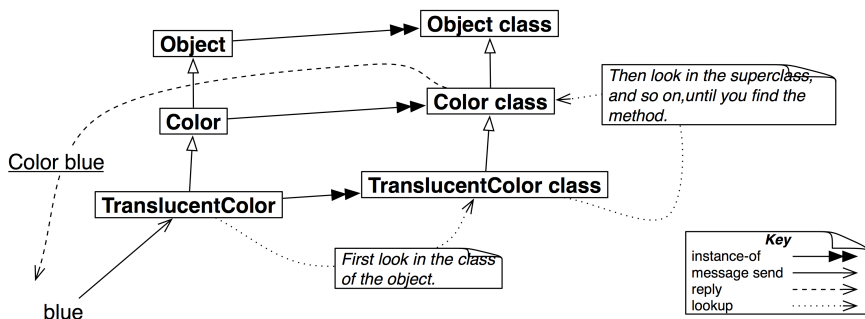 Object
Object class
Color
Color class
Then look in the superclass,
and so on,until you find the
method.
Color blue
TranslucentColor
TranslucentColor class
First look in the class
of the object.
blue
Key
instance-of
message send
reply
lookup